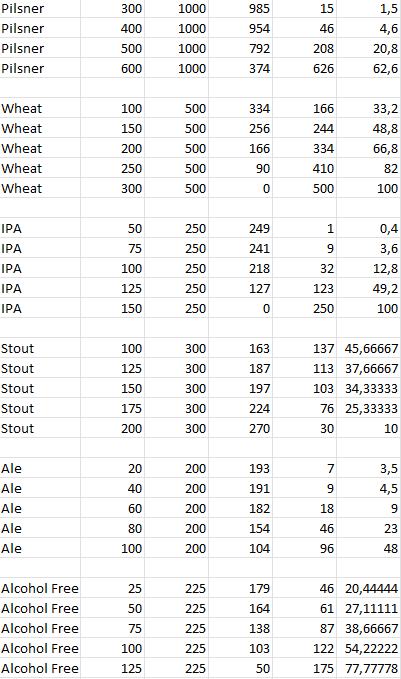 Pilsner 300 1000 985 15 1,5
Pilsner 400 1000 954 46 4,6
Pilsner 500 1000 792 208 20,8
Pilsner 600 1000 374 626 62,6
Wheat 100 500 334 166 33,2
Wheat 150 500 256 244 48,8
Wheat 200 500 166 334 66,8
Wheat 250 500 90 410 82
Wheat 300 500 0 500 100
IPA 50 250 249 1 0,4
IPA 75 250 241 9 3,6
IPA 100 250 218 32 12,8
IPA 125 250 127 123 49,2
IPA 150 250 0 250 100
Stout 100 300 163 137 45,66667
Stout 125 300 187 113 37,66667
Stout 150 300 197 103 34,33333
Stout 175 300 224 76 25,33333
Stout 200 300 270 30 10
Ale 20 200 193 7 3,5
Ale 40 200 191 9 4,5
Ale 60 200 182 18 9
Ale 80 200 154 46 23
Ale 100 200 104 96 48
Alcohol Free 25 225 179 46 20,44444
Alcohol Free 50 225 164 61 27,11111
Alcohol Free 75 225 138 87 38,66667
Alcohol Free 100 225 103 122 54,22222
Alcohol Free 125 225 50 175 77,77778